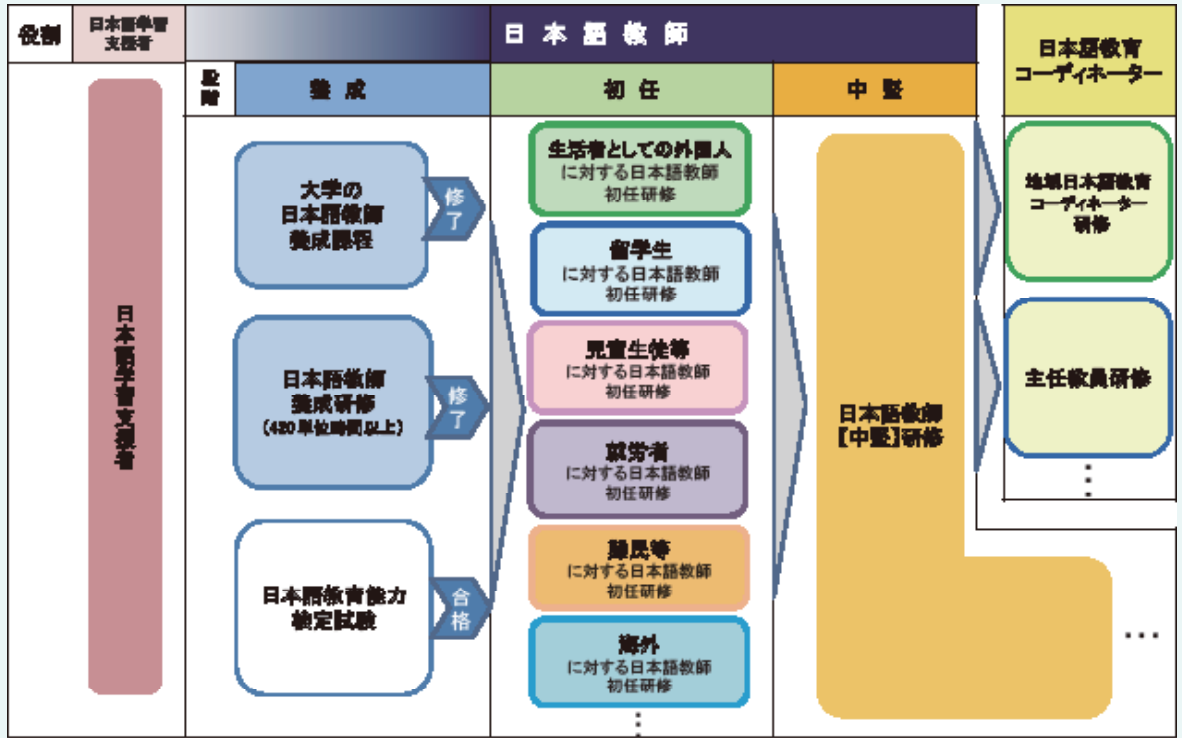 役割
日本語学習
支援者
日本語教師
日本語教育
コーディネーター
段階
養成
初任
中堅
日本語学習支援者
大学の
日本語教師
養成課程
修了
日本語教師
養成研修
(420単位時間以上)
修了
日本語教育能力
検定試験
合格
生活者としての外国人
に対する日本語教師
初任研修
留学生
に対する日本語教師
初任研修
児童生徒等
に対する日本語教師
初任研修
就労者
に対する日本語教師
初任研修
難民等
に対する日本語教師
初任研修
海外
に対する日本語教師
初任研修
⋮
日本語教師
【中堅】研修
…
地域日本語教育
コーディネーター
研修
主任教員研修
⋮